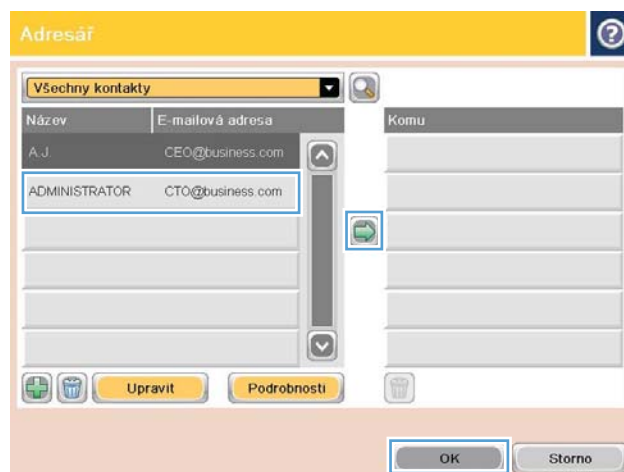 Adresář
?
Všechny kontakty
Název E-mailová adresa Komu
A.J. CEO@business.com
ADMINISTRATOR CTO@business.com
Upravit Podrobnosti
OK Storno